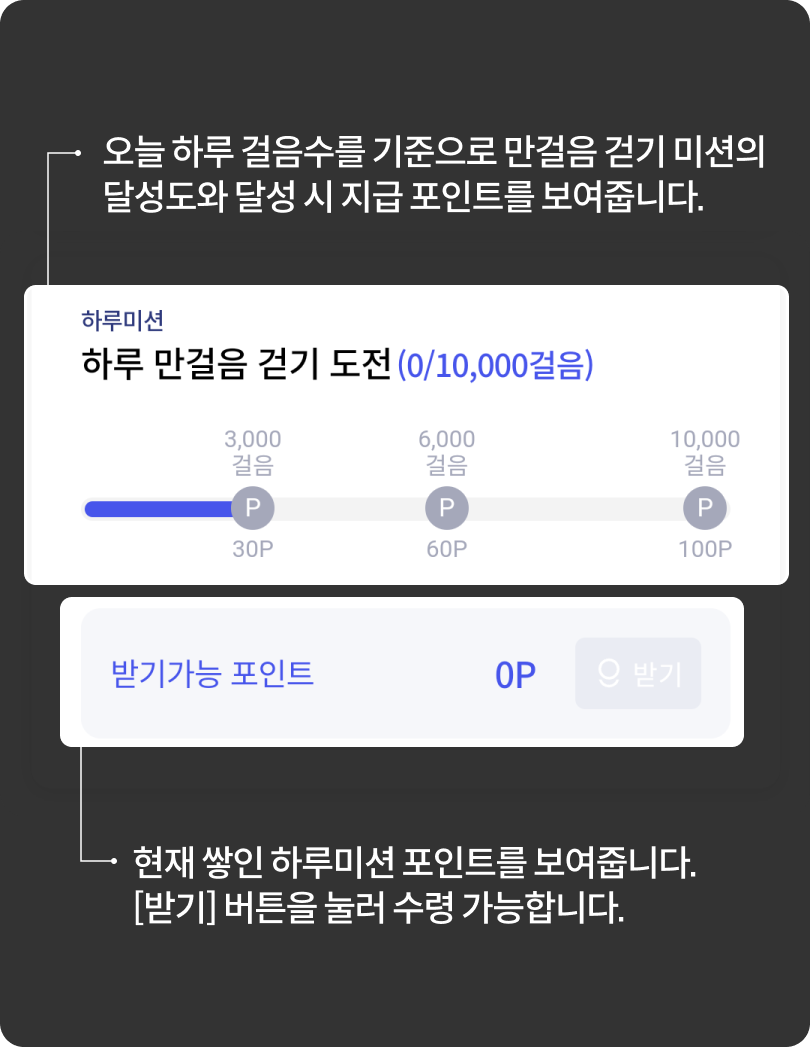 오늘 하루 걸음수를 기준으로 만걸음 걷기 미션의
달성도와 달성 시 지급 포인트를 보여줍니다.
하루미션
하루 만걸음 걷기 도전 (0/10,000걸음)
3,000 6,000 10,000
걸음 걸음 걸음
P P P
30P 60P 100P
받기가능 포인트 0P 받기
현재 쌓인 하루미션 포인트를 보여줍니다.
[받기] 버튼을 눌러 수령 가능합니다.